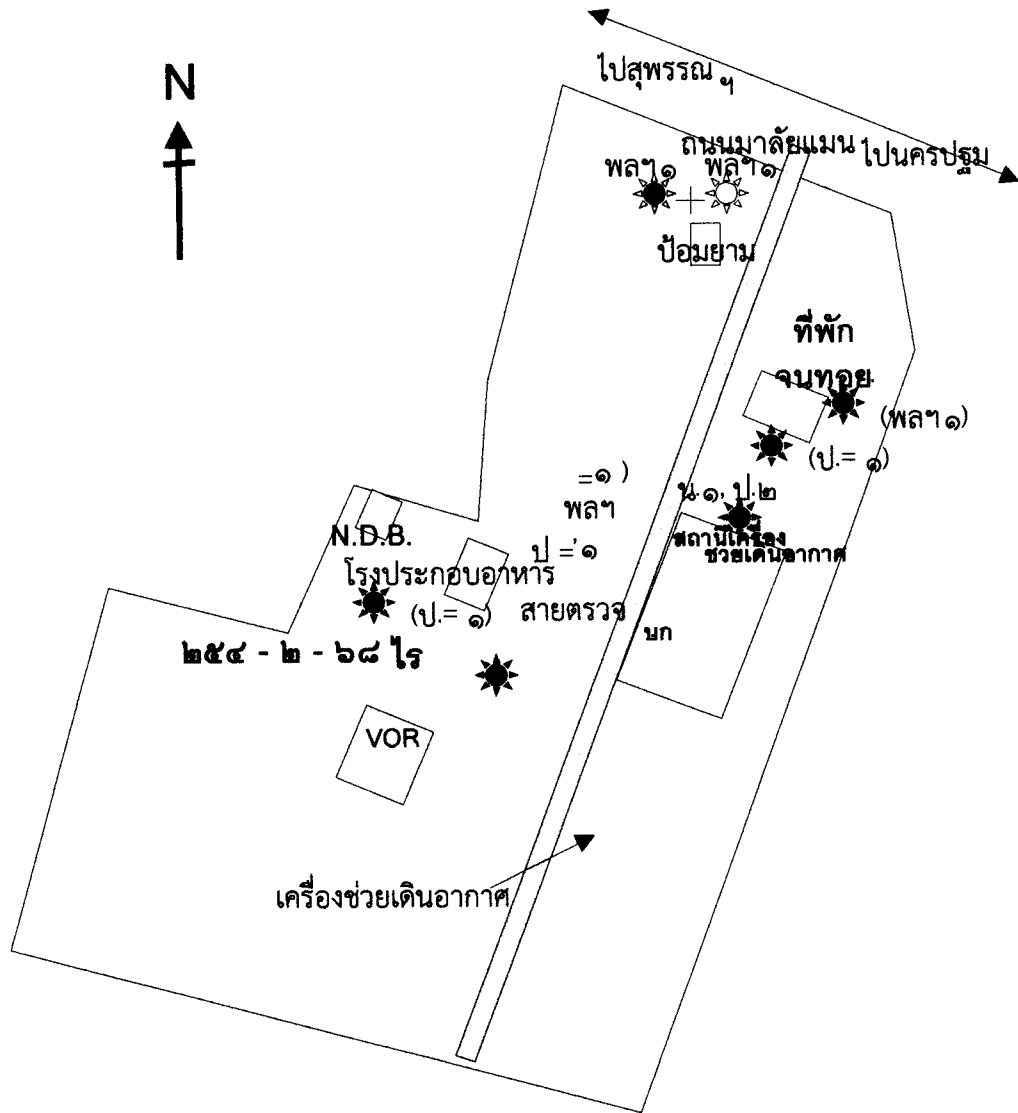 N
ไปสุพรรณ ฯ
ถนนมาลัยแมน
ไปนครปฐม
พลฯ๑ พลฯ๑
ป้อมยาม
ที่พัก
จนทอย.
(พลฯ๑)
(ป.= ๑)
=๑ )
พลฯ
น.๑, ป.๒
สถานีเครื่อง
ช่วยเดินอากาศ
N.D.B.
ป ='๑
โรงประกอบอาหาร
(ป.= ๑)
สายตรวจ
บก
๒๕๔ - ๒ - ๖๘ ไร
VOR
เครื่องช่วยเดินอากาศ